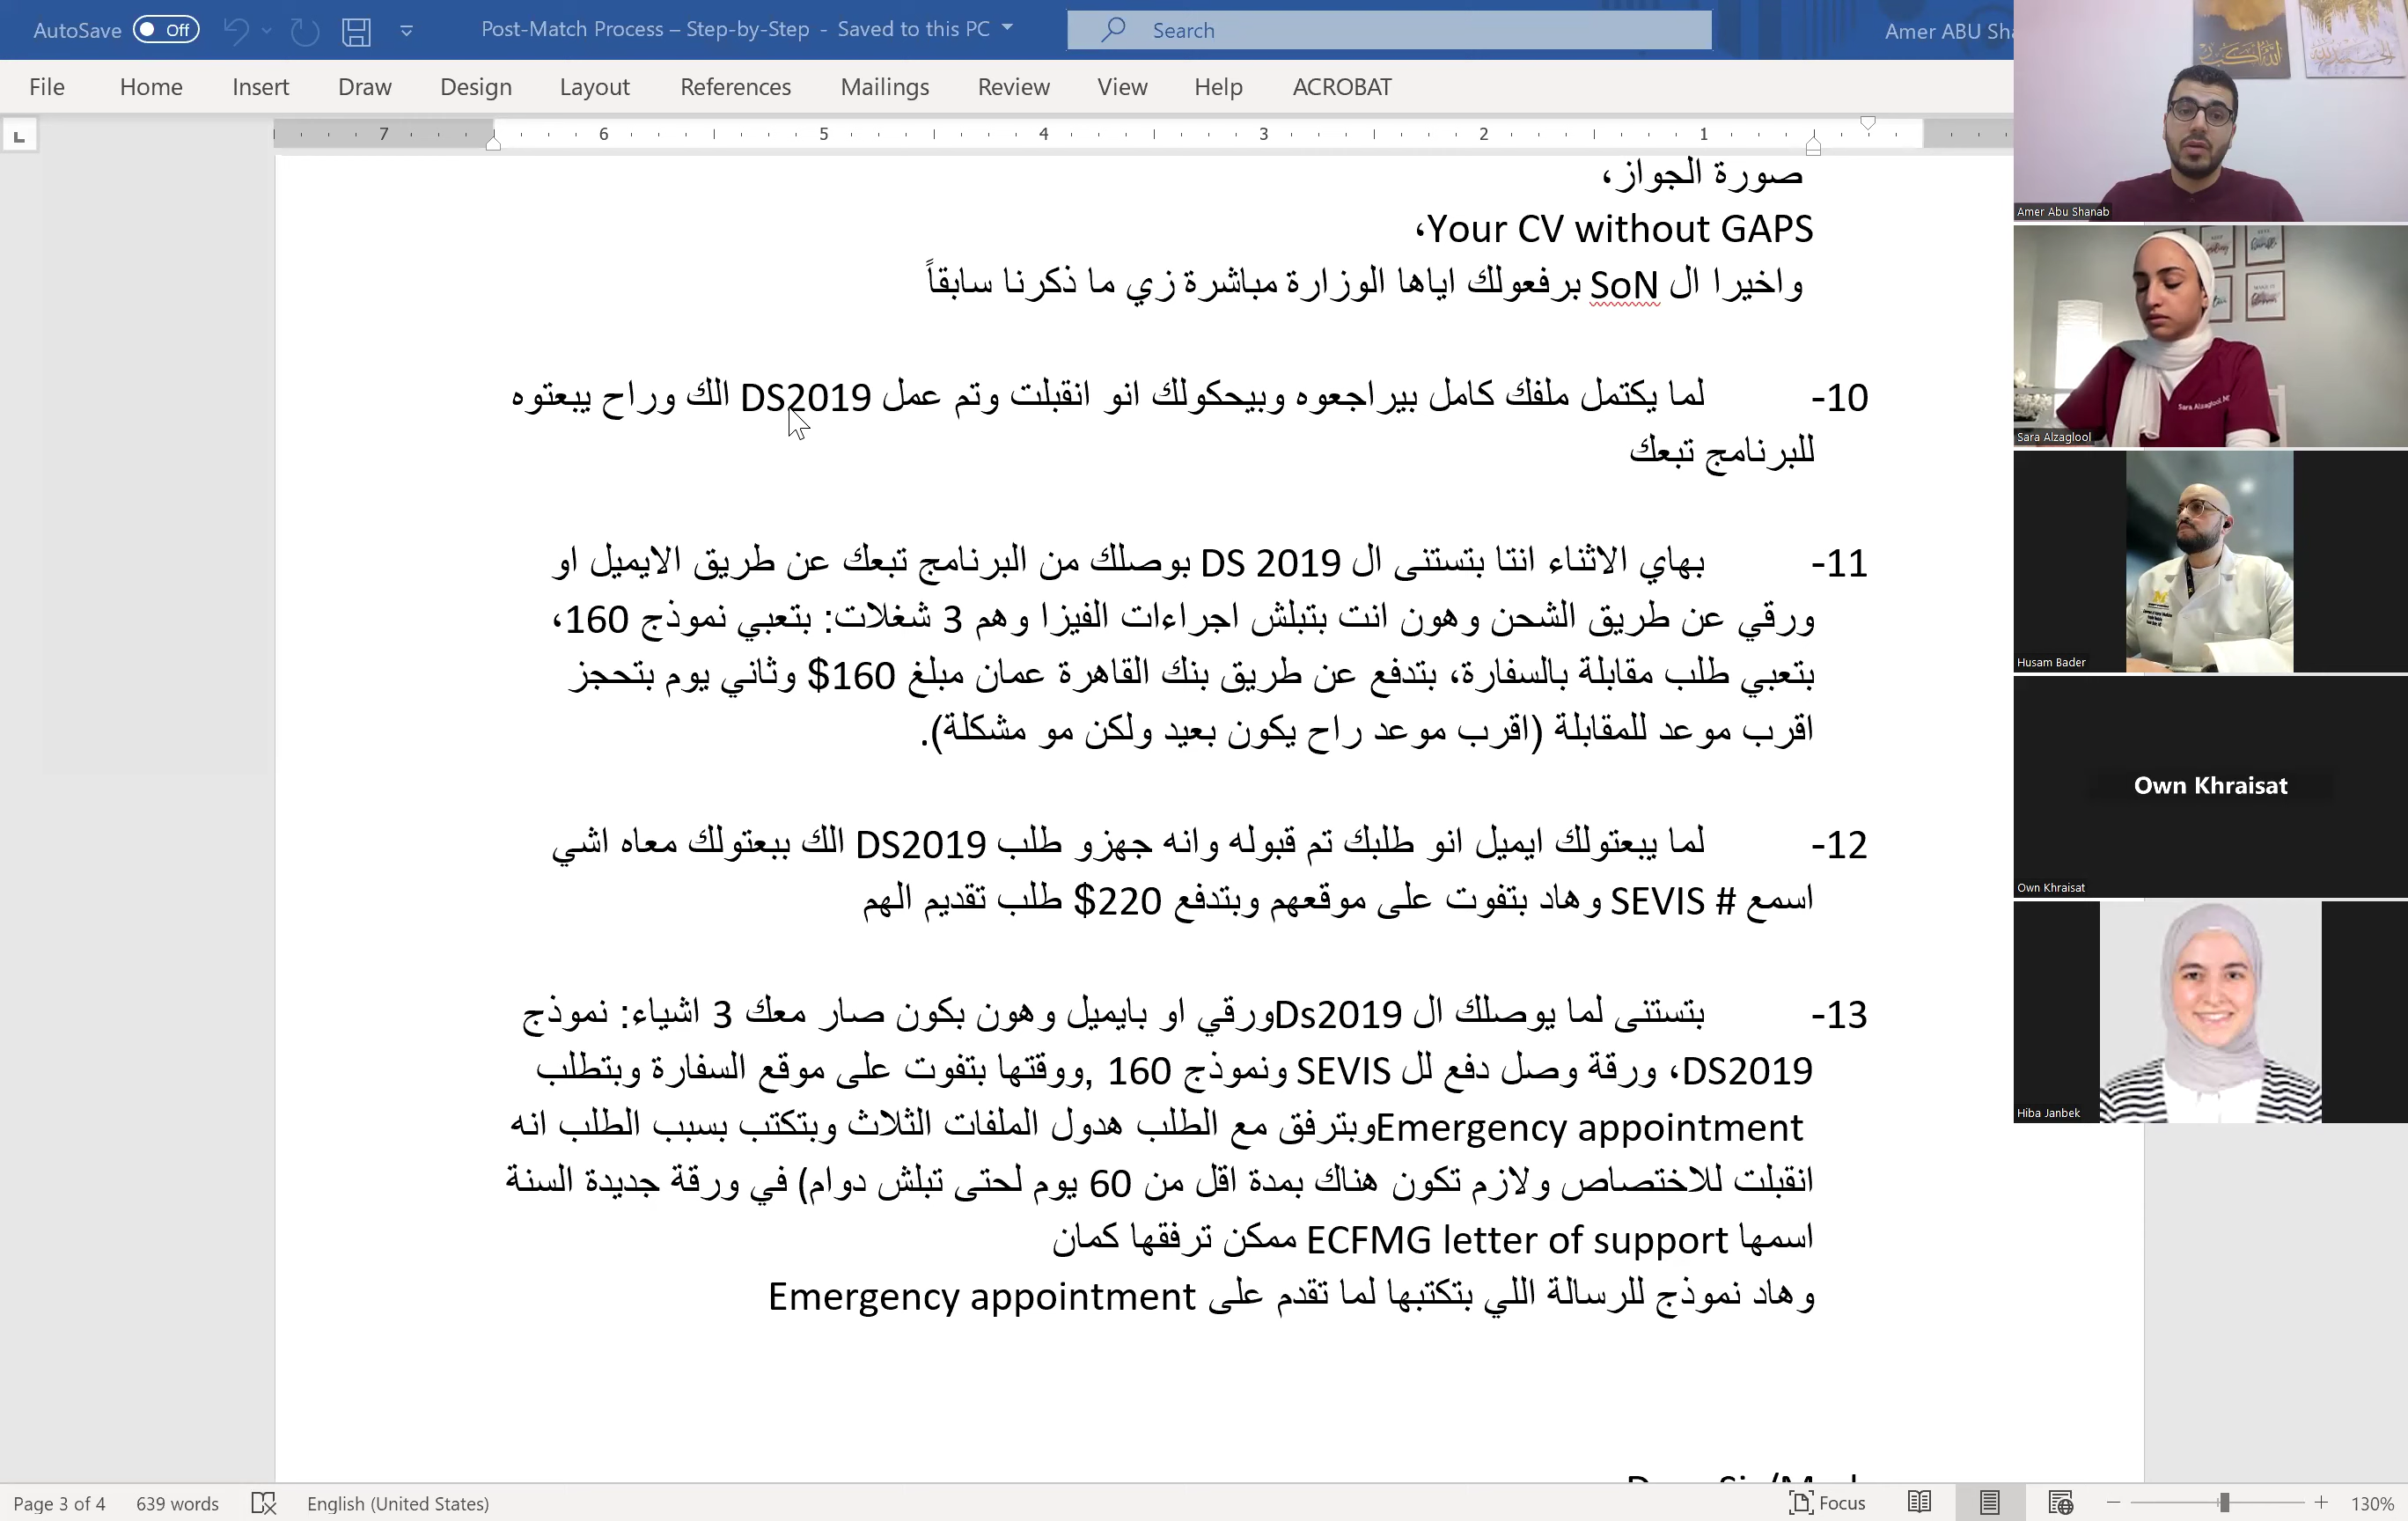 AutoSave Off
Post-Match Process – Step-by-Step - Saved to this PC
Search
Amer ABU Sha
File Home Insert Draw Design Layout References Mailings Review View Help ACROBAT
7 6 5 4 3 2 1
صورة الجواز،
Your CV without GAPS،
واخيرا ال SoN برفعولك اياها الوزارة مباشرة زي ما ذكرنا سابقاً
10- لما يكتمل ملفك كامل بيراجعوه وبيحكولك انو انقبلت وتم عمل DS2019 الك وراح يبعتوه
للبرنامج تبعك
11- بهاي الاثناء انتا بتستنى ال DS 2019 بوصلك من البرنامج تبعك عن طريق الايميل او
ورقي عن طريق الشحن وهون انت بتبلش اجراءات الفيزا وهم 3 شغلات: بتعبي نموذج 160،
بتعبي طلب مقابلة بالسفارة، بتدفع عن طريق بنك القاهرة عمان مبلغ 160$ وثاني يوم بتحجز
اقرب موعد للمقابلة (اقرب موعد راح يكون بعيد ولكن مو مشكلة).
12- لما يبعتولك ايميل انو طلبك تم قبوله وانه جهزو طلب DS2019 الك ببعتولك معاه اشي
اسمع SEVIS # وهاد بتفوت على موقعهم وبتدفع 220$ طلب تقديم الهم
13- بتستنى لما يوصلك ال Ds2019ورقي او بايميل وهون بكون صار معك 3 اشياء: نموذج
DS2019، ورقة وصل دفع لل SEVIS ونموذج 160 ,ووقتها بتفوت على موقع السفارة وبتطلب
Emergency appointmentوبترفق مع الطلب هدول الملفات الثلاث وبتكتب بسبب الطلب انه
انقبلت للاختصاص ولازم تكون هناك بمدة اقل من 60 يوم لحتى تبلش دوام) في ورقة جديدة السنة
اسمها ECFMG letter of support ممكن ترفقها كمان
وهاد نموذج للرسالة اللي بتكتبها لما تقدم على Emergency appointment
Amer Abu Shanab
Sara Alzaglool
Husam Bader
Own Khraisat
Own Khraisat
Hiba Janbek
Page 3 of 4 639 words English (United States) Focus 130%